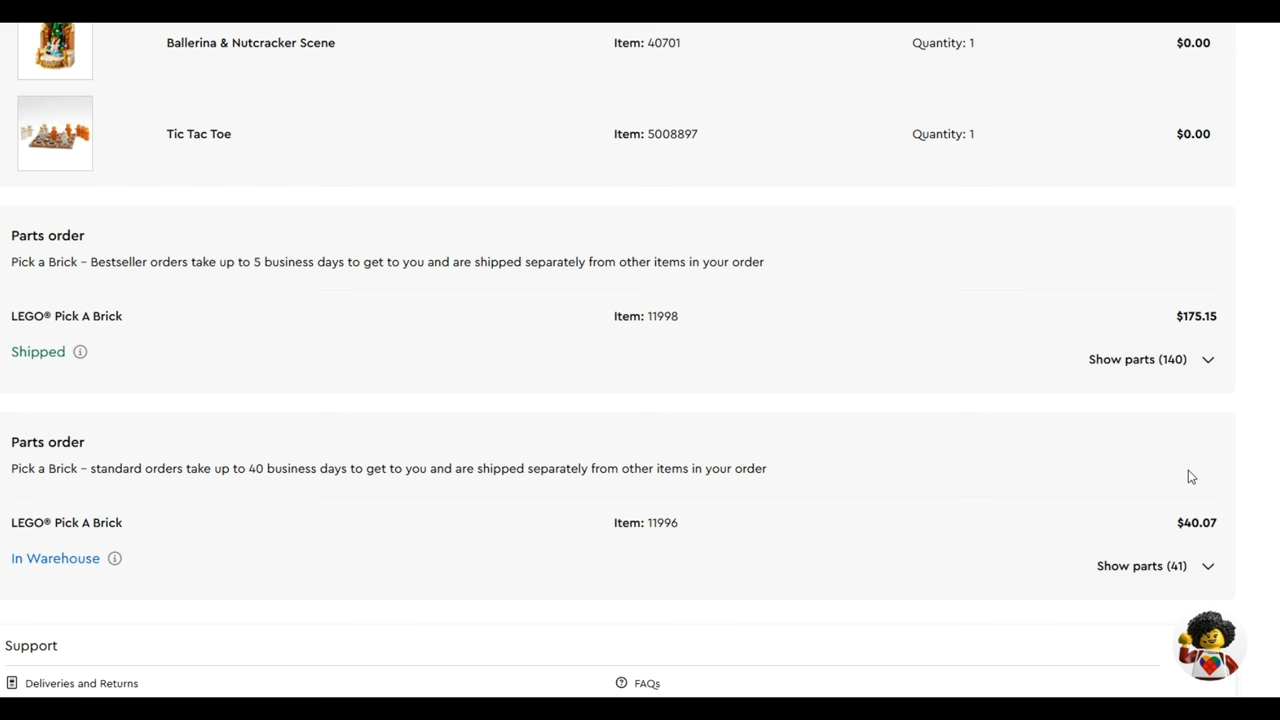 Ballerina & Nutcracker Scene Item: 40701 Quantity: 1 $0.00
Tic Tac Toe Item: 5008897 Quantity: 1 $0.00
Parts order
Pick a Brick – Bestseller orders take up to 5 business days to get to you and are shipped separately from other items in your order
LEGO® Pick A Brick Item: 11998 $175.15
Shipped
Show parts (140)
Parts order
Pick a Brick – standard orders take up to 40 business days to get to you and are shipped separately from other items in your order
LEGO® Pick A Brick Item: 11996 $40.07
In Warehouse
Show parts (41)
Support
Deliveries and Returns FAQs